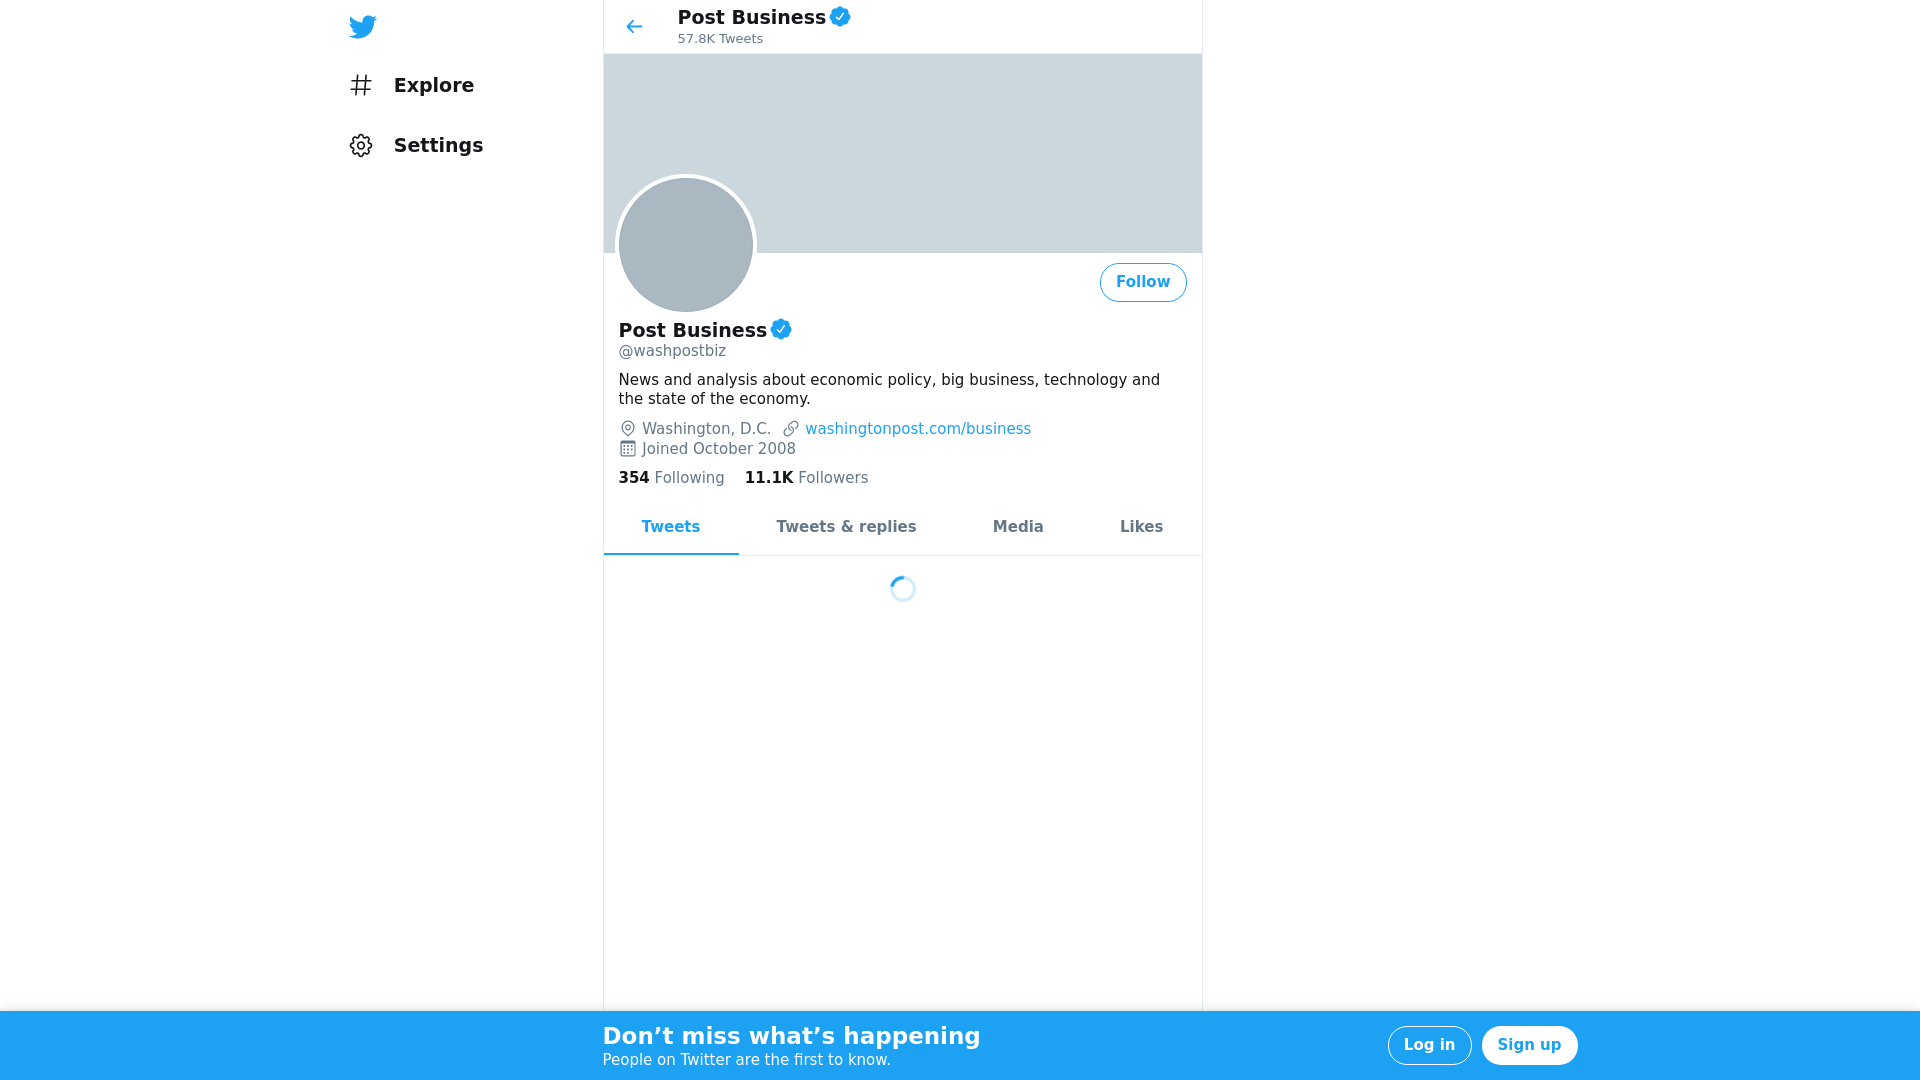 Explore
Settings
Post Business
57.8K Tweets
Follow
Post Business
@washpostbiz
News and analysis about economic policy, big business, technology and
the state of the economy.
Washington, D.C. washingtonpost.com/business
Joined October 2008
354 Following 11.1K Followers
Tweets Tweets & replies Media Likes
Don’t miss what’s happening
People on Twitter are the first to know.
Log in Sign up